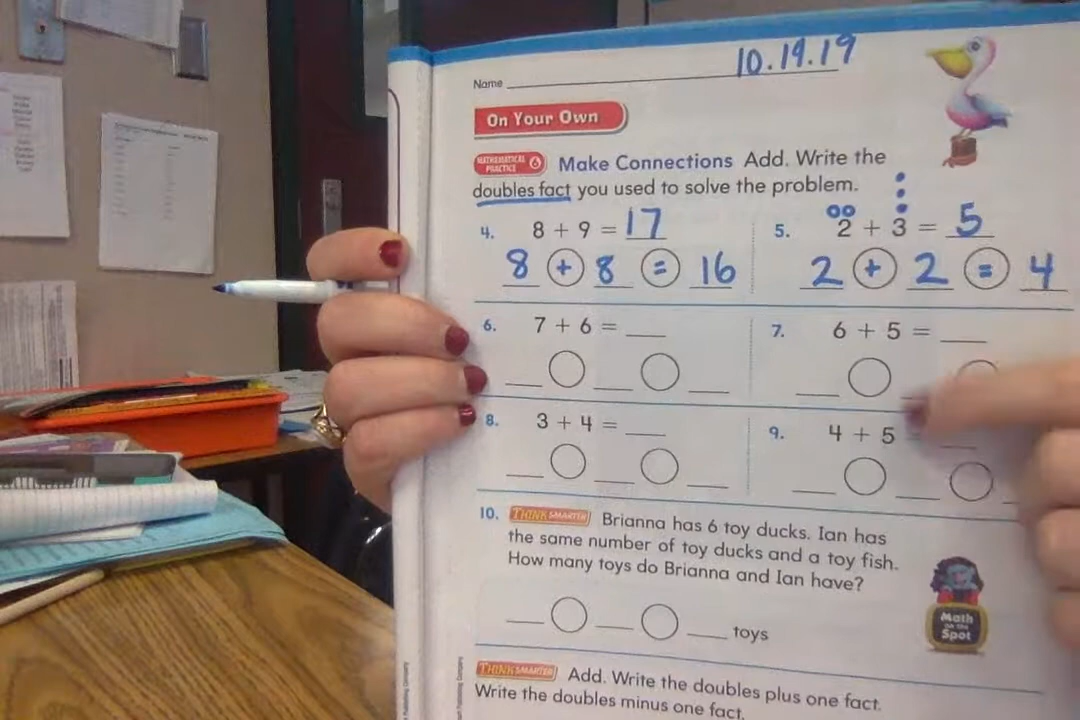 10.19.19
Name
On Your Own
MATHEMATICAL PRACTICE 6 Make Connections Add. Write the
doubles fact you used to solve the problem.
4. 8 + 9 = 17
8 + 8 = 16
5. 2 + 3 = 5
2 + 2 = 4
6. 7 + 6 =
7. 6 + 5 =
8. 3 + 4 =
9. 4 + 5
10. THINK SMARTER Brianna has 6 toy ducks. Ian has
the same number of toy ducks and a toy fish.
How many toys do Brianna and Ian have?
toys
Math
on the
Spot
THINK SMARTER Add. Write the doubles plus one fact.
Write the doubles minus one fact.